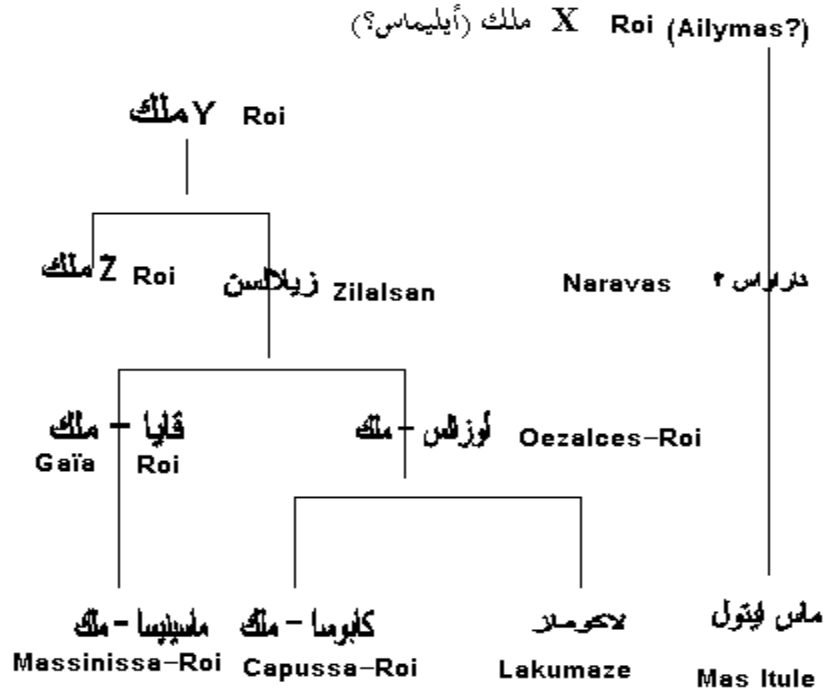 ملك X (أيليماس؟) Roi (Ailymas?)
ملك Y Roi
ملك Z Roi
زيلالسن Zilalsan
Naravas
قايا - ملك
Gaïa Roi
أوزالس - ملك Oezalces-Roi
ماسينيسا - ملك
Massinissa-Roi
كابوسا - ملك
Capussa-Roi
لاكوماز
Lakumaze
ماس ايتول
Mas Itule